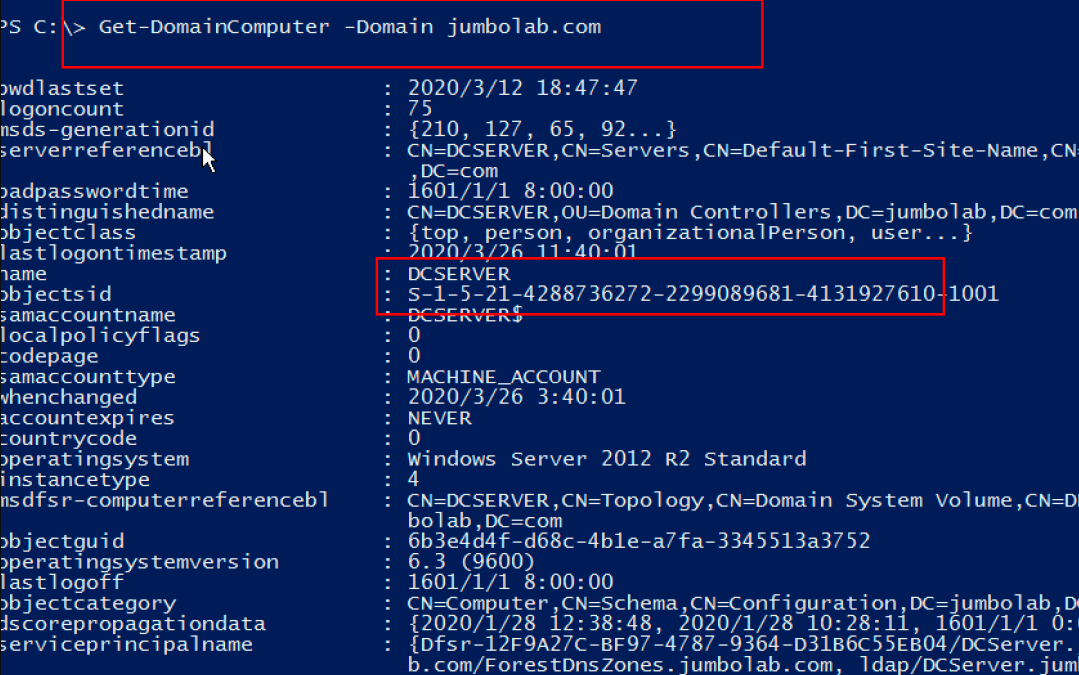 PS C:\> Get-DomainComputer -Domain jumbolab.com
pwdlastset : 2020/3/12 18:47:47
logoncount : 75
msds-generationid : {210, 127, 65, 92...}
serverreferencebl : CN=DCSERVER,CN=Servers,CN=Default-First-Site-Name,CN=
,DC=com
badpasswordtime : 1601/1/1 8:00:00
distinguishedname : CN=DCSERVER,OU=Domain Controllers,DC=jumbolab,DC=com
objectclass : {top, person, organizationalPerson, user...}
lastlogontimestamp : 2020/3/26 11:40:01
name : DCSERVER
objectsid : S-1-5-21-4288736272-2299089681-4131927610-1001
samaccountname : DCSERVER$
localpolicyflags : 0
codepage : 0
samaccounttype : MACHINE_ACCOUNT
whenchanged : 2020/3/26 3:40:01
accountexpires : NEVER
countrycode : 0
operatingsystem : Windows Server 2012 R2 Standard
instancetype : 4
msdfsr-computerreferencebl : CN=DCSERVER,CN=Topology,CN=Domain System Volume,CN=D
bolab,DC=com
objectguid : 6b3e4d4f-d68c-4b1e-a7fa-3345513a3752
operatingsystemversion : 6.3 (9600)
lastlogoff : 1601/1/1 8:00:00
objectcategory : CN=Computer,CN=Schema,CN=Configuration,DC=jumbolab,D
dscorepropagationdata : {2020/1/28 12:38:48, 2020/1/28 10:28:11, 1601/1/1 0:
serviceprincipalname : {Dfsr-12F9A27C-BF97-4787-9364-D31B6C55EB04/DCServer.
b.com/ForestDnsZones.jumbolab.com, ldap/DCServer.jum